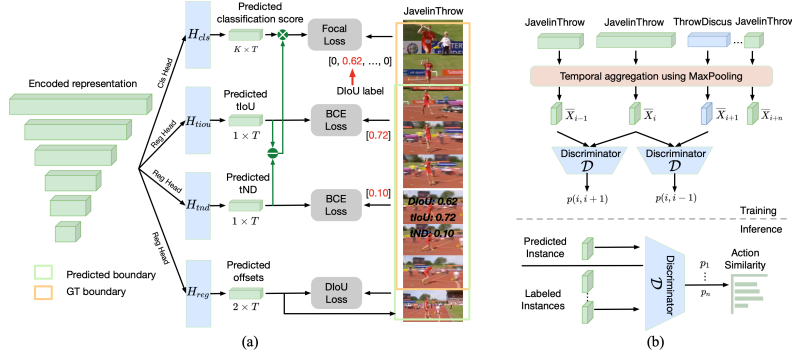 Encoded representation
Cls Head
Reg Head
Reg Head
Reg Head
H_cls
H_tiou
H_tnd
H_reg
Predicted
classification score
K × T
Predicted
tIoU
1 × T
Predicted
tND
1 × T
Predicted
offsets
2 × T
Focal
Loss
[0, 0.62, ..., 0]
DIoU label
BCE
Loss
[0.72]
BCE
Loss
[0.10]
DIoU
Loss
JavelinThrow
DIoU: 0.62
tIoU: 0.72
tND: 0.10
Predicted boundary
GT boundary
(a)
JavelinThrow
JavelinThrow
ThrowDiscus
JavelinThrow
...
Temporal aggregation using MaxPooling
X̅_{i−1}
X̅_i
X̅_{i+1}
X̅_{i+n}
Discriminator
𝒟
Discriminator
𝒟
p(i, i+1)
p(i, i−1)
Training
Inference
Predicted
Instance
Labeled
Instances
Discriminator
𝒟
p_1
⋮
p_n
Action
Similarity
(b)